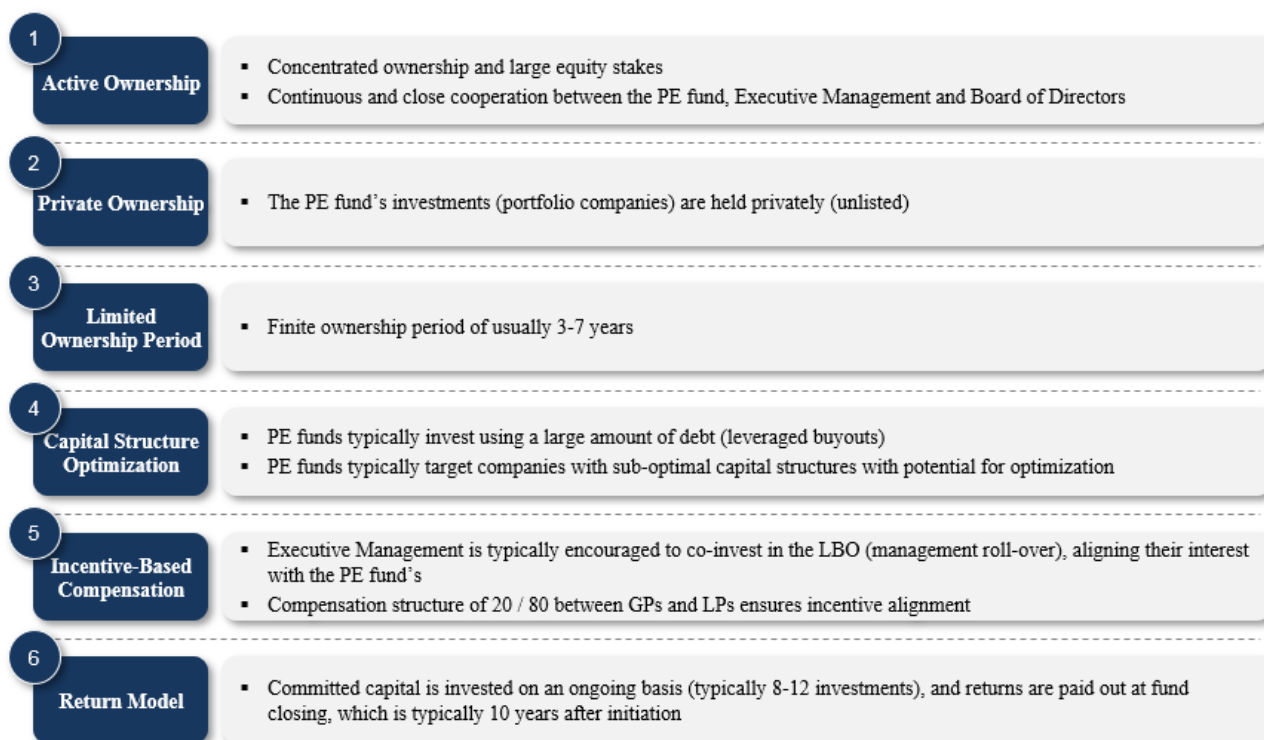 1
Active Ownership
▪ Concentrated ownership and large equity stakes
▪ Continuous and close cooperation between the PE fund, Executive Management and Board of Directors
2
Private Ownership
▪ The PE fund’s investments (portfolio companies) are held privately (unlisted)
3
Limited
Ownership Period
▪ Finite ownership period of usually 3-7 years
4
Capital Structure
Optimization
▪ PE funds typically invest using a large amount of debt (leveraged buyouts)
▪ PE funds typically target companies with sub-optimal capital structures with potential for optimization
5
Incentive-Based
Compensation
▪ Executive Management is typically encouraged to co-invest in the LBO (management roll-over), aligning their interest
with the PE fund’s
▪ Compensation structure of 20 / 80 between GPs and LPs ensures incentive alignment
6
Return Model
▪ Committed capital is invested on an ongoing basis (typically 8-12 investments), and returns are paid out at fund
closing, which is typically 10 years after initiation